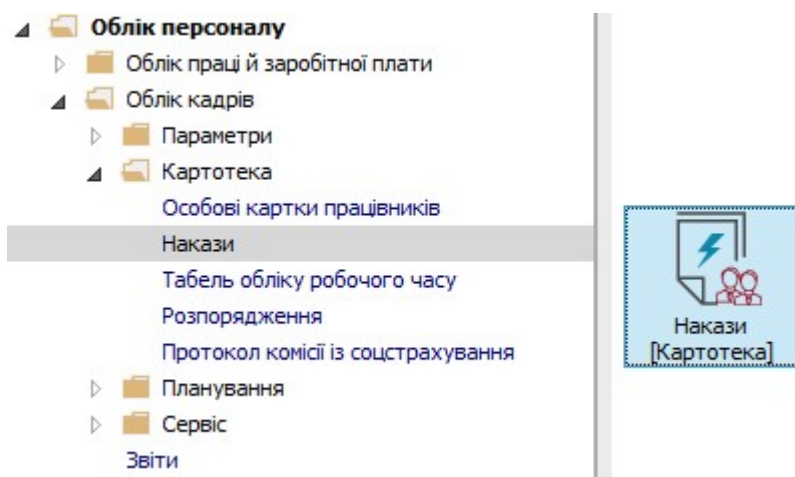 Облік персоналу
Облік праці й заробітної плати
Облік кадрів
Параметри
Картотека
Особові картки працівників
Накази
Табель обліку робочого часу
Розпорядження
Протокол комісії із соцстрахування
Планування
Сервіс
Звіти
Накази
[Картотека]